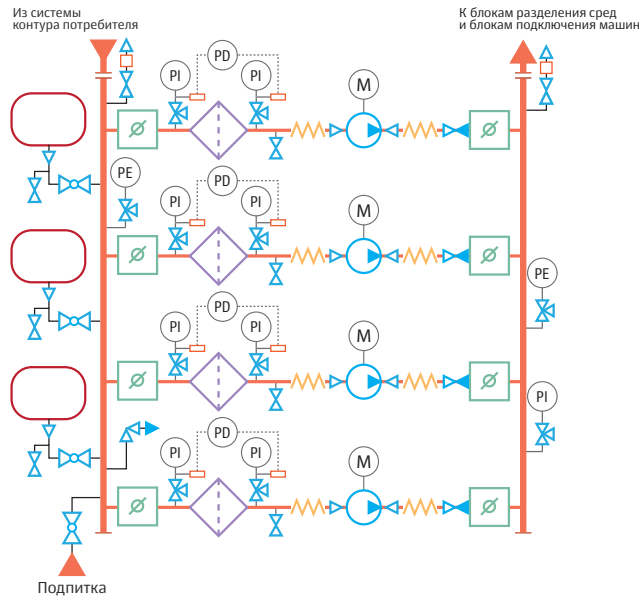 Из системы
контура потребителя
К блокам разделения сред
и блокам подключения машин
PD
PI
PI
M
PE
PD
PI
PI
M
PE
PD
PI
PI
M
PI
PD
PI
PI
M
Подпитка